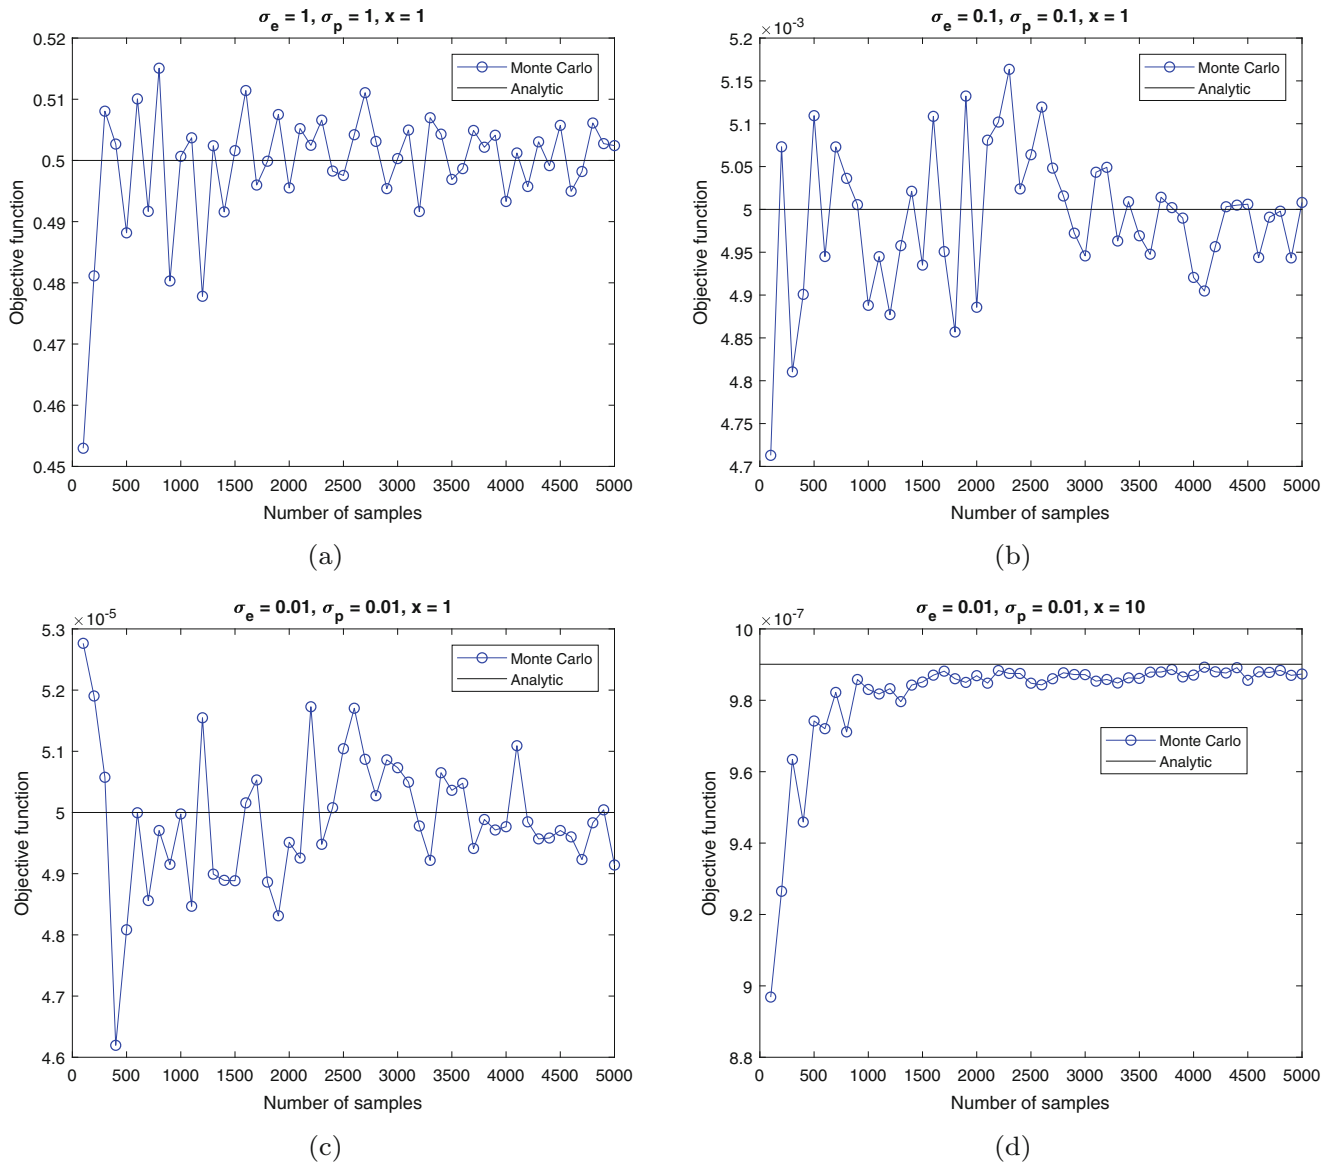 σe = 1, σp = 1, x = 1
0.52
0.51
0.5
0.49
0.48
0.47
0.46
0.45
Objective function
0 500 1000 1500 2000 2500 3000 3500 4000 4500 5000
Number of samples
Monte Carlo
Analytic
(a)
σe = 0.1, σp = 0.1, x = 1
×10-3
5.2
5.15
5.1
5.05
5
4.95
4.9
4.85
4.8
4.75
4.7
Objective function
0 500 1000 1500 2000 2500 3000 3500 4000 4500 5000
Number of samples
Monte Carlo
Analytic
(b)
σe = 0.01, σp = 0.01, x = 1
×10-5
5.3
5.2
5.1
5
4.9
4.8
4.7
4.6
Objective function
0 500 1000 1500 2000 2500 3000 3500 4000 4500 5000
Number of samples
Monte Carlo
Analytic
(c)
σe = 0.01, σp = 0.01, x = 10
×10-7
10
9.8
9.6
9.4
9.2
9
8.8
Objective function
0 500 1000 1500 2000 2500 3000 3500 4000 4500 5000
Number of samples
Monte Carlo
Analytic
(d)